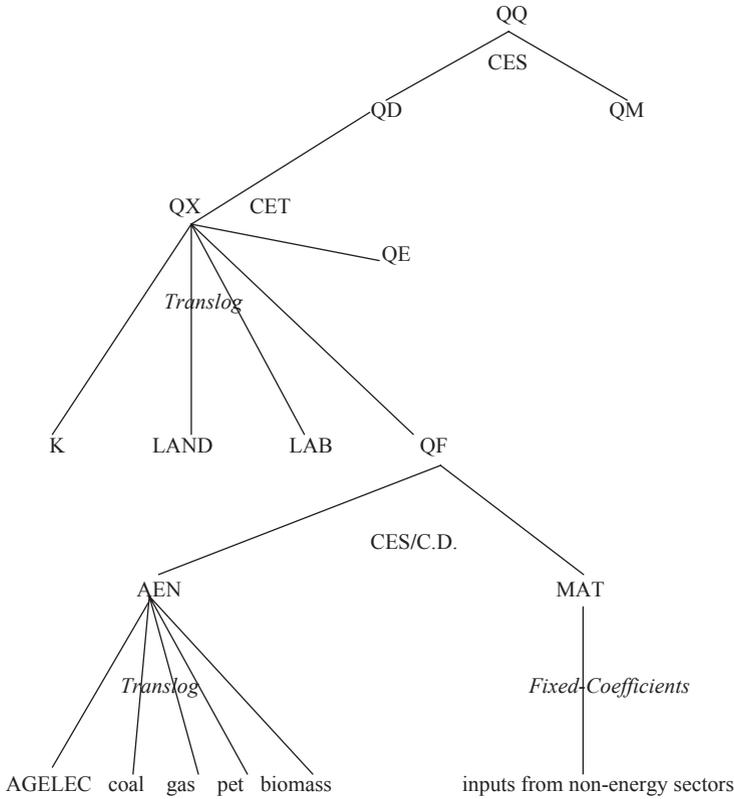 QQ
CES
QD QM
QX CET
QE
Translog
K LAND LAB QF
CES/C.D.
AEN MAT
Translog Fixed-Coefficients
AGELEC coal gas pet biomass inputs from non-energy sectors